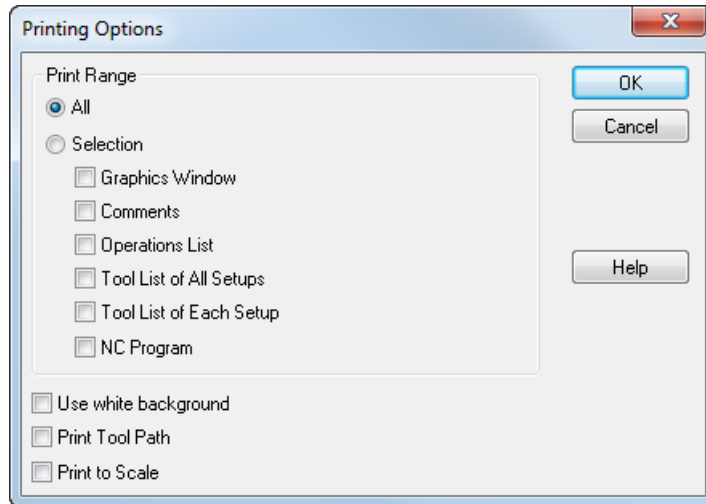 Printing Options
Print Range
All
Selection
Graphics Window
Comments
Operations List
Tool List of All Setups
Tool List of Each Setup
NC Program
Use white background
Print Tool Path
Print to Scale
OK
Cancel
Help